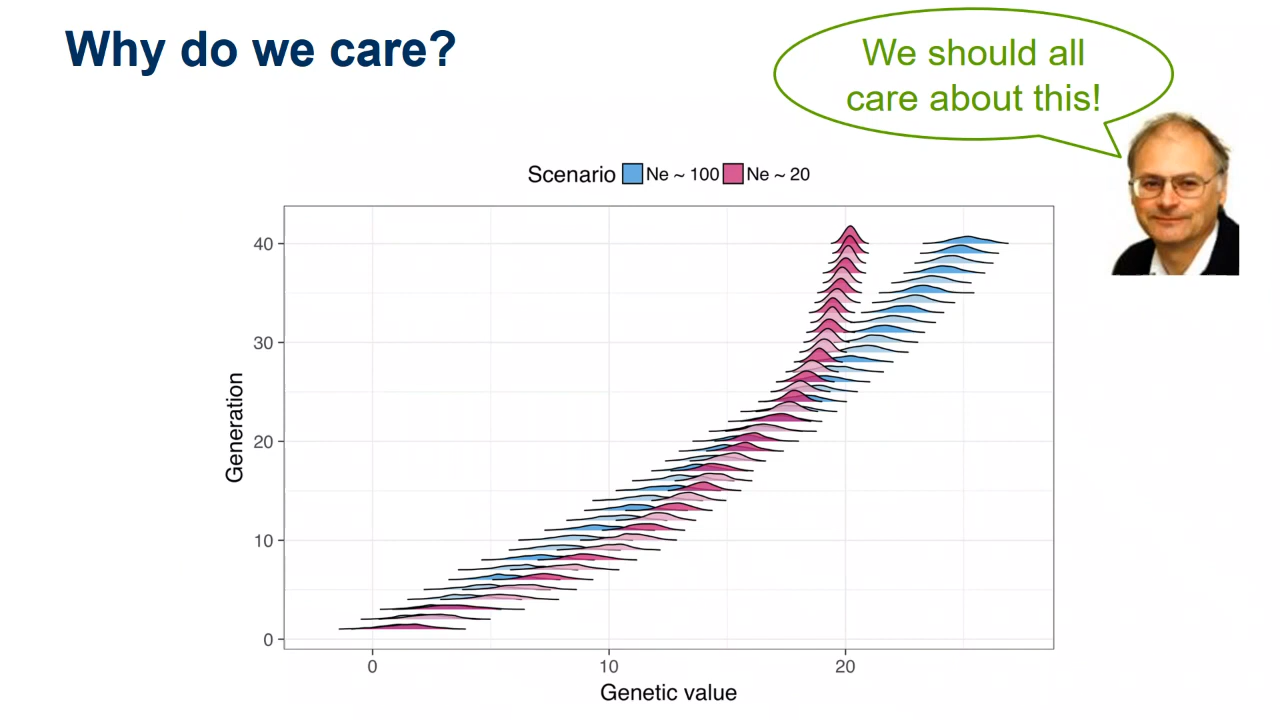 Why do we care?
We should all
care about this!
Scenario Ne ~ 100 Ne ~ 20
40
30
20
10
0
Generation
0 10 20
Genetic value